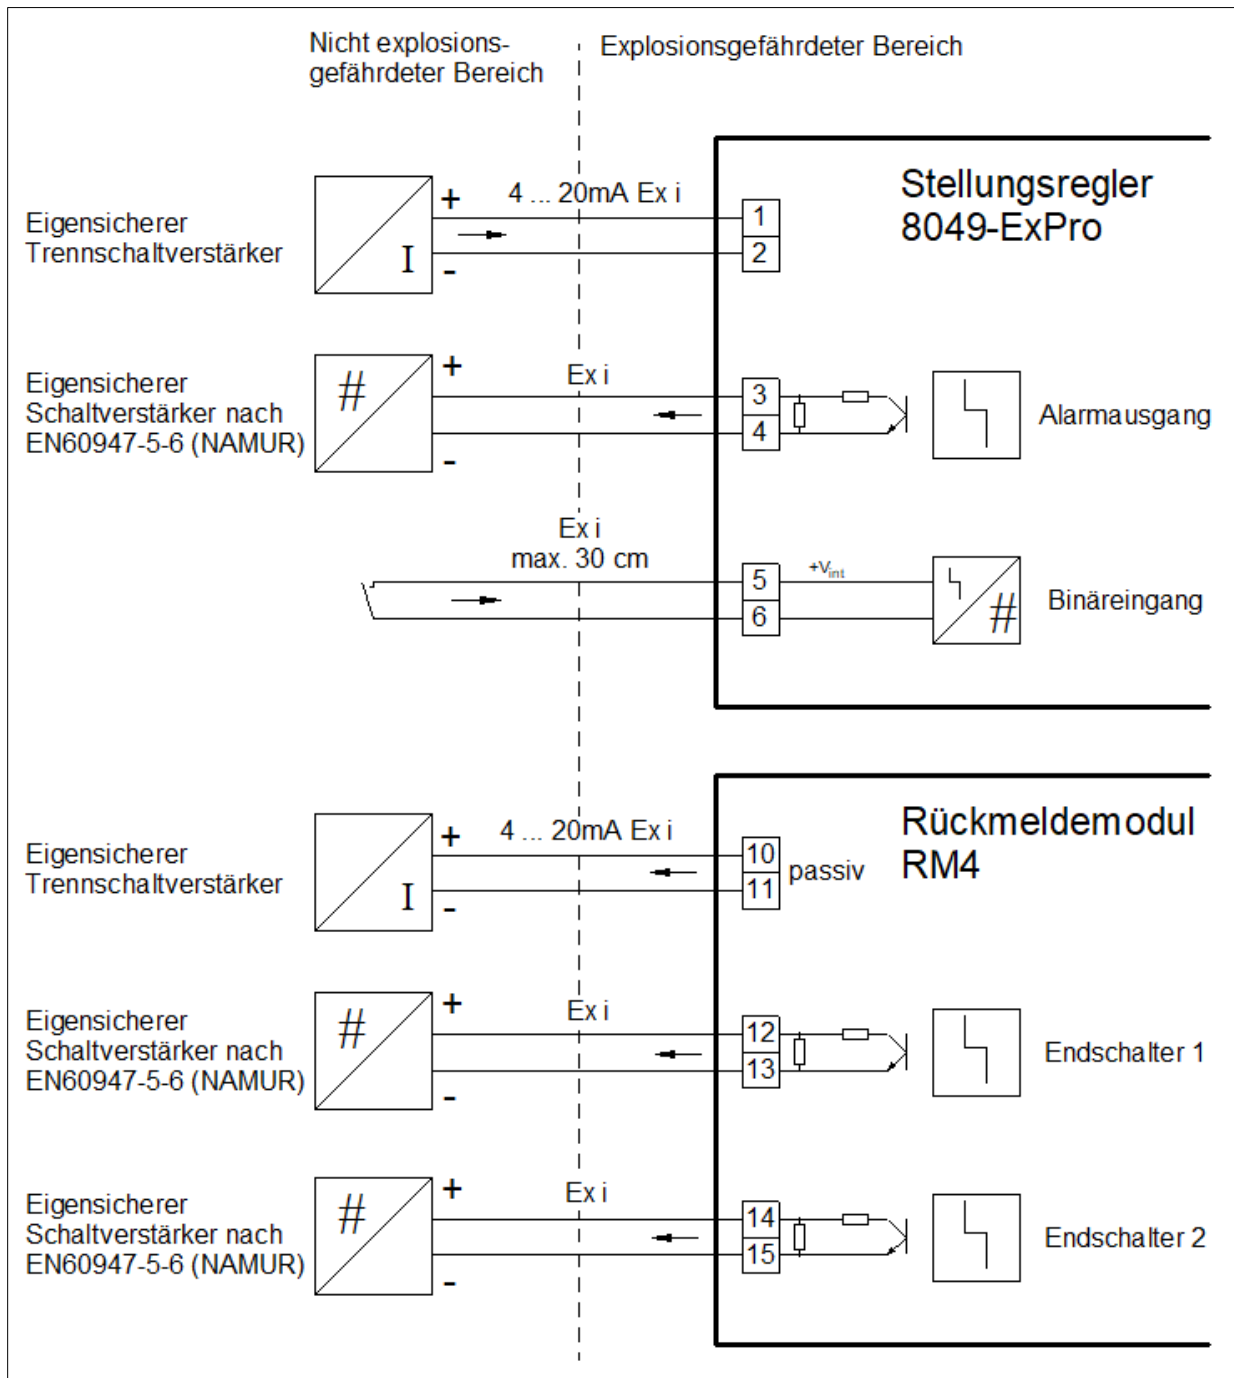 Nicht explosions-
gefährdeter Bereich
Explosionsgefährdeter Bereich
Stellungsregler
8049-ExPro
Eigensicherer
Trennschaltverstärker
I
+
-
4 ... 20mA Ex i
1
2
Eigensicherer
Schaltverstärker nach
EN60947-5-6 (NAMUR)
#
+
-
Ex i
3
4
Alarmausgang
Ex i
max. 30 cm
5
6
+Vint
#
Binäreingang
Rückmeldemodul
RM4
Eigensicherer
Trennschaltverstärker
I
+
-
4 ... 20mA Ex i
10
11
passiv
Eigensicherer
Schaltverstärker nach
EN60947-5-6 (NAMUR)
#
+
-
Ex i
12
13
Endschalter 1
Eigensicherer
Schaltverstärker nach
EN60947-5-6 (NAMUR)
#
+
-
Ex i
14
15
Endschalter 2